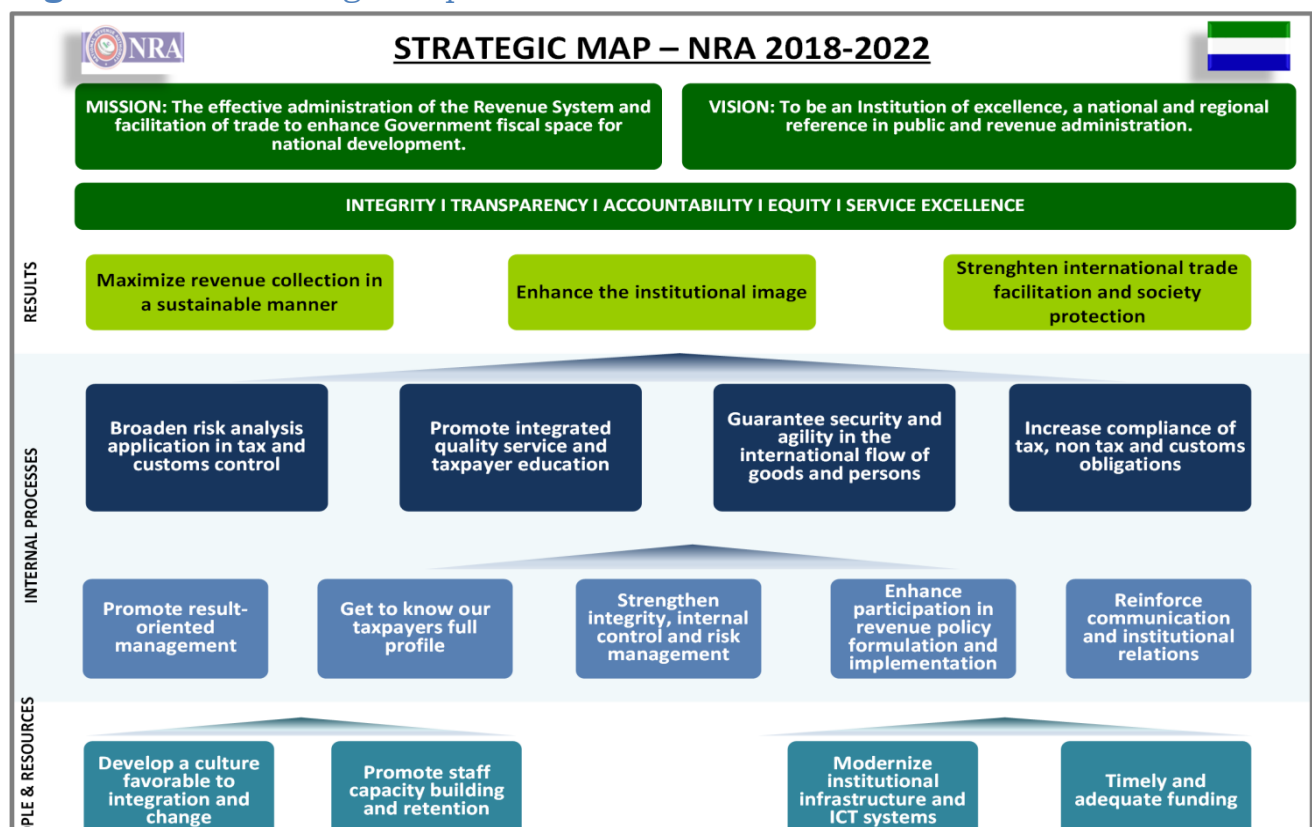 NRA
STRATEGIC MAP – NRA 2018-2022
MISSION: The effective administration of the Revenue System and
facilitation of trade to enhance Government fiscal space for
national development.
VISION: To be an Institution of excellence, a national and regional
reference in public and revenue administration.
INTEGRITY I TRANSPARENCY I ACCOUNTABILITY I EQUITY I SERVICE EXCELLENCE
RESULTS
Maximize revenue collection in
a sustainable manner
Enhance the institutional image
Strenghten international trade
facilitation and society
protection
INTERNAL PROCESSES
Broaden risk analysis
application in tax and
customs control
Promote integrated
quality service and
taxpayer education
Guarantee security and
agility in the
international flow of
goods and persons
Increase compliance of
tax, non tax and customs
obligations
Promote result-
oriented
management
Get to know our
taxpayers full
profile
Strengthen
integrity, internal
control and risk
management
Enhance
participation in
revenue policy
formulation and
implementation
Reinforce
communication
and institutional
relations
& RESOURCES
Develop a culture
favorable to
integration and
change
Promote staff
capacity building
and retention
Modernize
institutional
infrastructure and
ICT systems
Timely and
adequate funding